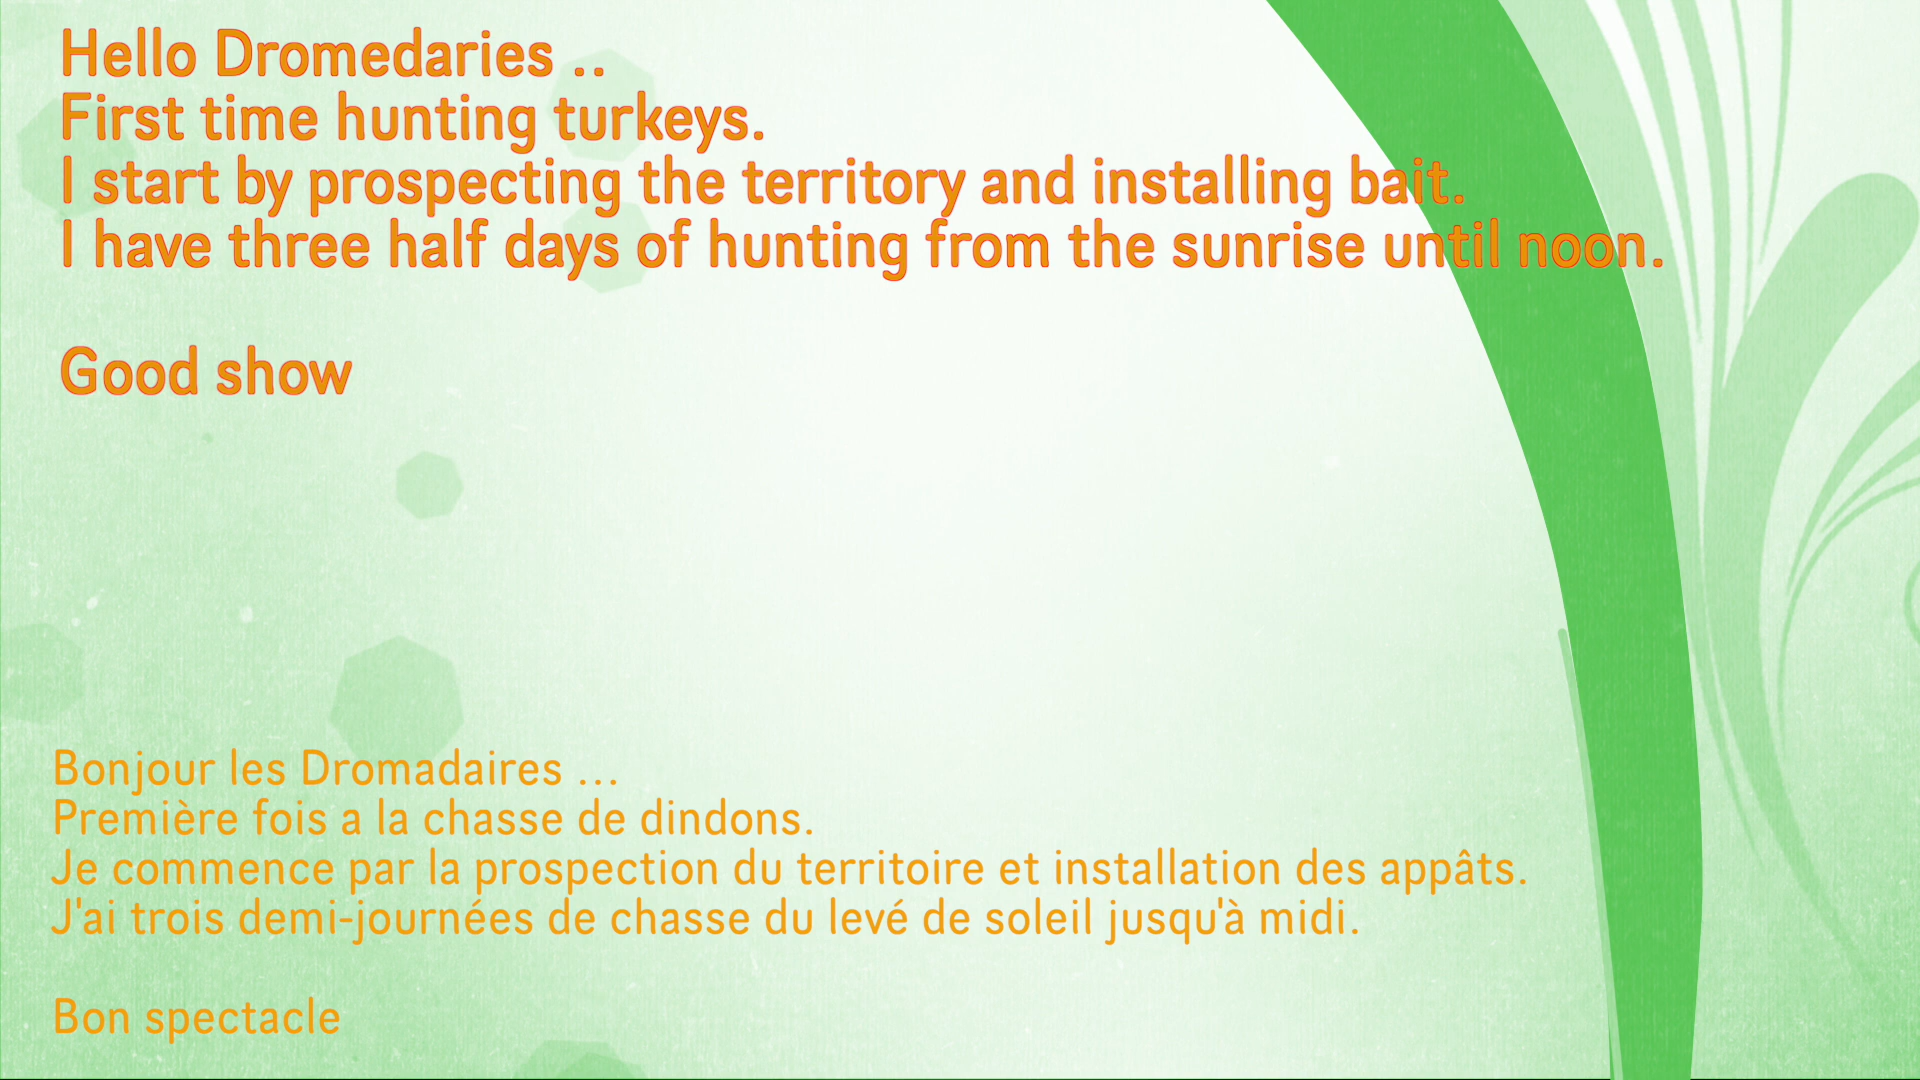 Hello Dromedaries ..
First time hunting turkeys.
I start by prospecting the territory and installing bait.
I have three half days of hunting from the sunrise until noon.
Good show
Bonjour les Dromadaires ...
Première fois a la chasse de dindons.
Je commence par la prospection du territoire et installation des appâts.
J'ai trois demi-journées de chasse du levé de soleil jusqu'à midi.
Bon spectacle